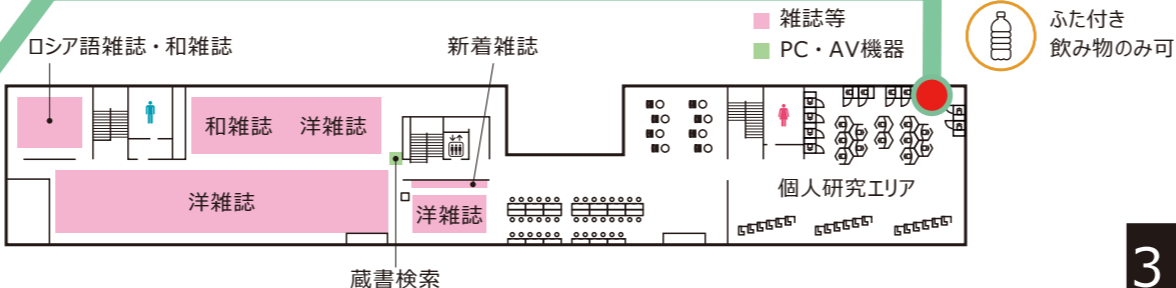 雑誌等
PC・AV機器
ふた付き
飲み物のみ可
ロシア語雑誌・和雑誌
新着雑誌
和雑誌 洋雑誌
洋雑誌
洋雑誌
個人研究エリア
蔵書検索
3